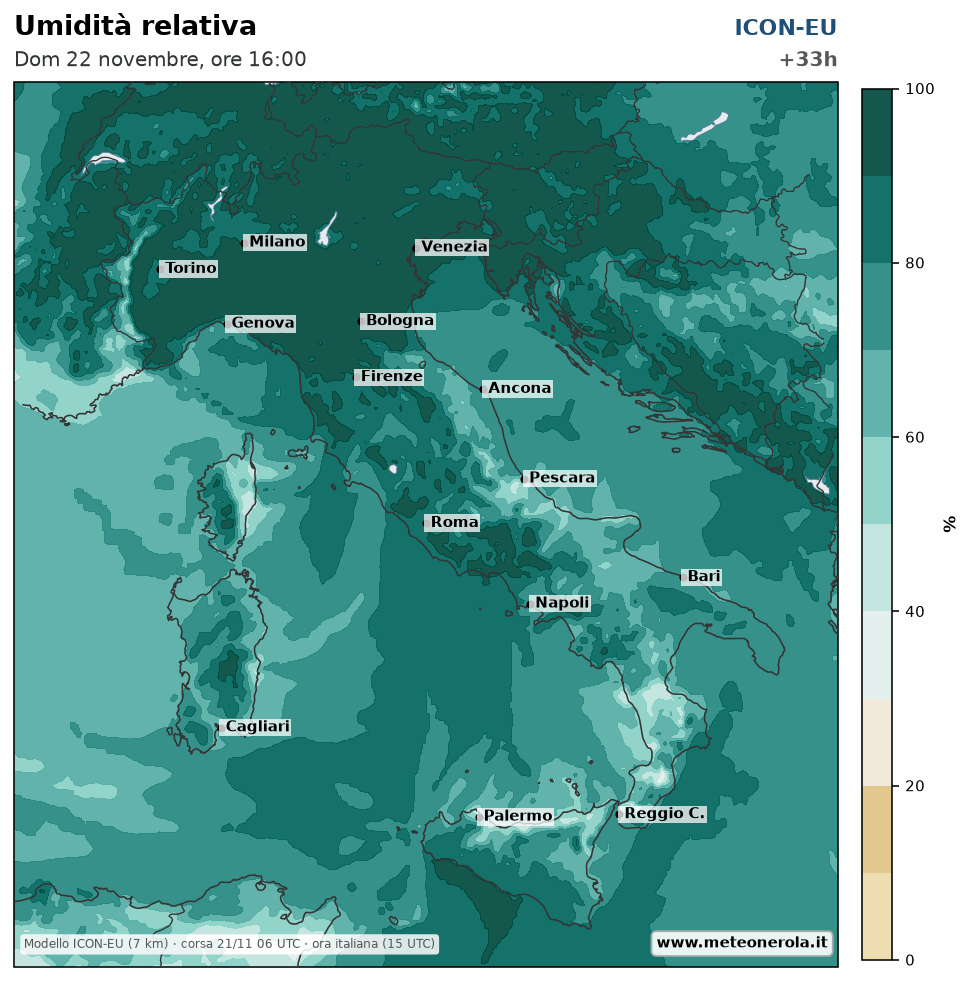 Umidità relativa
ICON-EU
Dom 22 novembre, ore 16:00
+33h
100
80
60
40
20
0
%
Milano
Venezia
Torino
Genova
Bologna
Firenze
Ancona
Pescara
Roma
Bari
Napoli
Cagliari
Palermo
Reggio C.
Modello ICON-EU (7 km) · corsa 21/11 06 UTC · ora italiana (15 UTC)
www.meteonerola.it